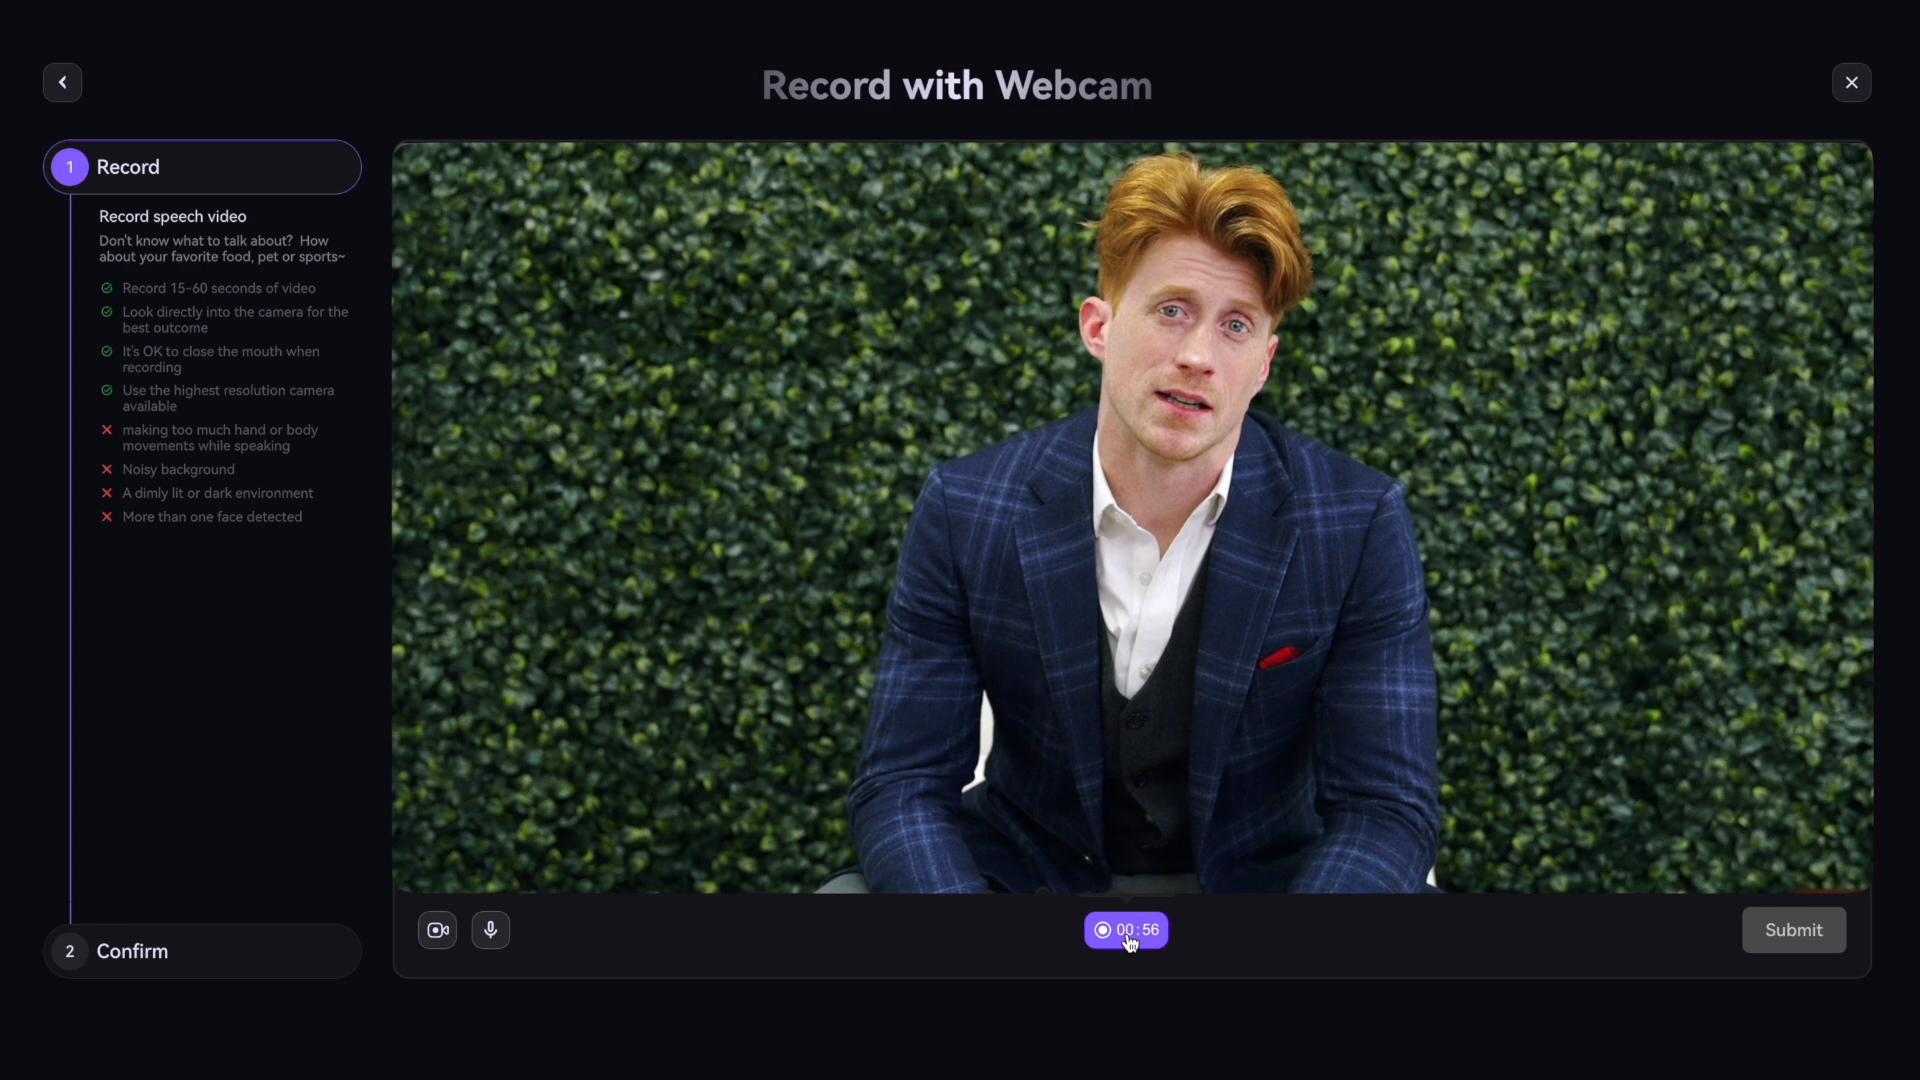 Record with Webcam
1 Record
Record speech video
Don't know what to talk about? How
about your favorite food, pet or sports~
Record 15-60 seconds of video
Look directly into the camera for the
best outcome
It's OK to close the mouth when
recording
Use the highest resolution camera
available
making too much hand or body
movements while speaking
Noisy background
A dimly lit or dark environment
More than one face detected
2 Confirm
00:56
Submit